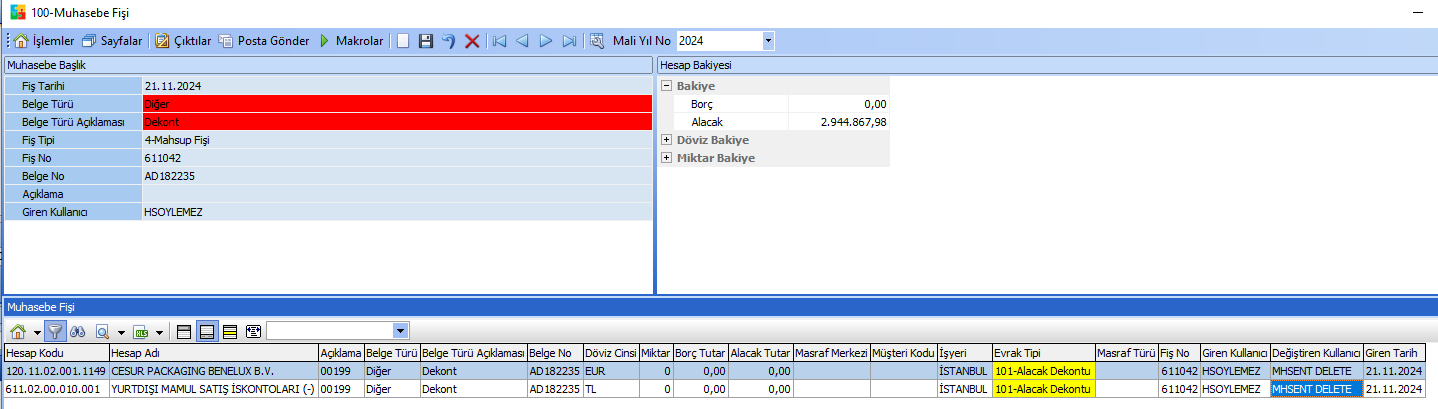 100-Muhasebe Fişi
İşlemler Sayfalar Çıktılar Posta Gönder Makrolar Mali Yıl No 2024
Muhasebe Başlık
Fiş Tarihi 21.11.2024
Belge Türü Diğer
Belge Türü Açıklaması Dekont
Fiş Tipi 4-Mahsup Fişi
Fiş No 611042
Belge No AD182235
Açıklama
Giren Kullanıcı HSOYLEMEZ
Hesap Bakiyesi
Bakiye
Borç 0,00
Alacak 2.944.867,98
Döviz Bakiye
Miktar Bakiye
Muhasebe Fişi
XLS
Hesap Kodu Hesap Adı Açıklama Belge Türü Belge Türü Açıklaması Belge No Döviz Cinsi Miktar Borç Tutar Alacak Tutar Masraf Merkezi Müşteri Kodu İşyeri Evrak Tipi Masraf Türü Fiş No Giren Kullanıcı Değiştiren Kullanıcı Giren Tarih
120.11.02.001.1149 CESUR PACKAGING BENELUX B.V. 00199 Diğer Dekont AD182235 EUR 0 0,00 0,00 İSTANBUL 101-Alacak Dekontu 611042 HSOYLEMEZ MHSENT DELETE 21.11.2024
611.02.00.010.001 YURTDIŞI MAMUL SATIŞ İSKONTOLARI (-) 00199 Diğer Dekont AD182235 TL 0 0,00 0,00 İSTANBUL 101-Alacak Dekontu 611042 HSOYLEMEZ MHSENT DELETE 21.11.2024